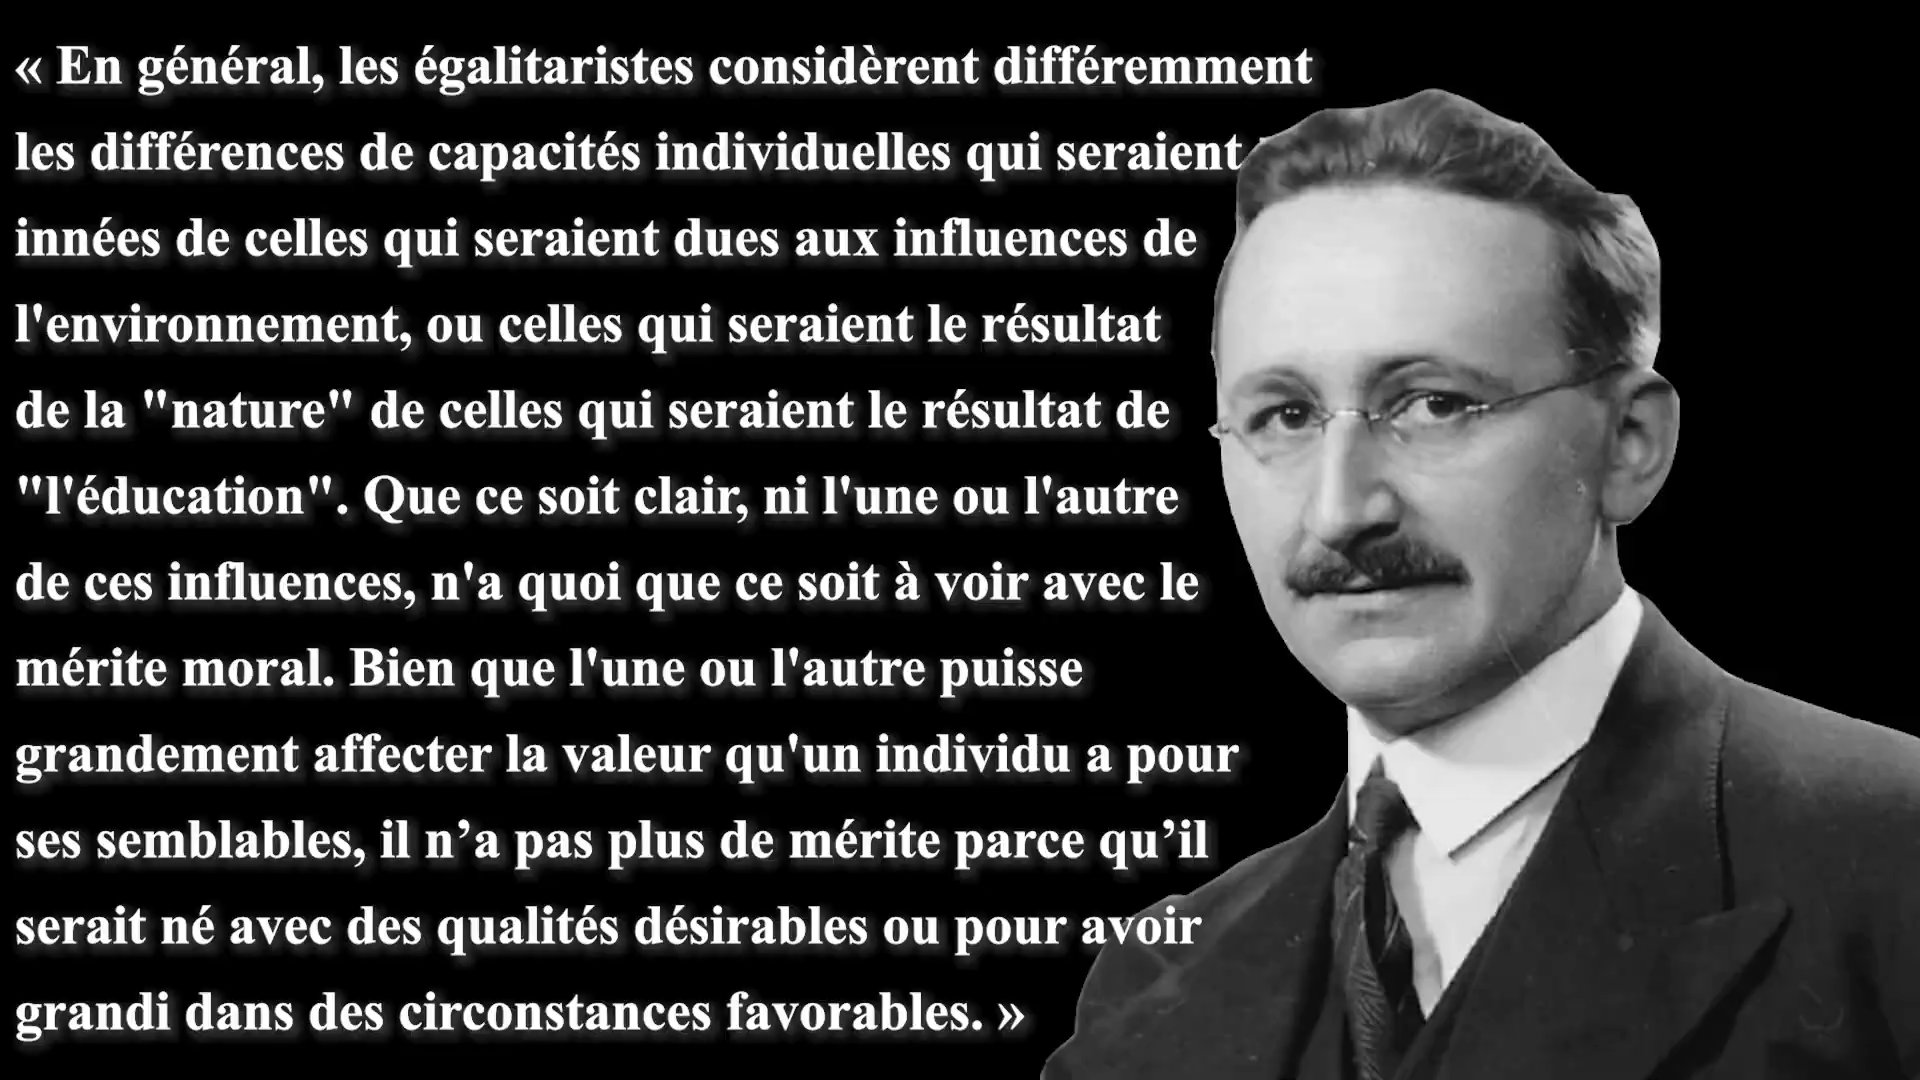 « En général, les égalitaristes considèrent différemment
les différences de capacités individuelles qui seraient
innées de celles qui seraient dues aux influences de
l'environnement, ou celles qui seraient le résultat
de la "nature" de celles qui seraient le résultat de
"l'éducation". Que ce soit clair, ni l'une ou l'autre
de ces influences, n'a quoi que ce soit à voir avec le
mérite moral. Bien que l'une ou l'autre puisse
grandement affecter la valeur qu'un individu a pour
ses semblables, il n’a pas plus de mérite parce qu’il
serait né avec des qualités désirables ou pour avoir
grandi dans des circonstances favorables. »